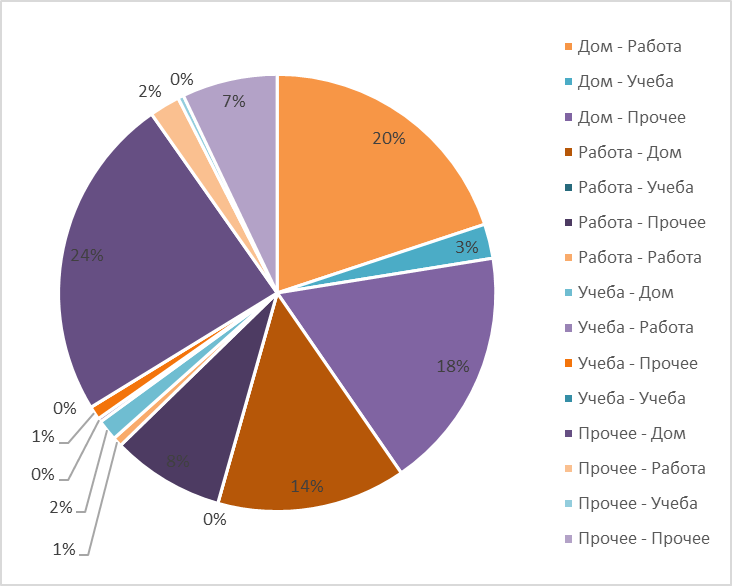 0%
2%
7%
20%
3%
24%
18%
0%
1%
8%
0%
14%
2%
0%
1%
Дом - Работа
Дом - Учеба
Дом - Прочее
Работа - Дом
Работа - Учеба
Работа - Прочее
Работа - Работа
Учеба - Дом
Учеба - Работа
Учеба - Прочее
Учеба - Учеба
Прочее - Дом
Прочее - Работа
Прочее - Учеба
Прочее - Прочее